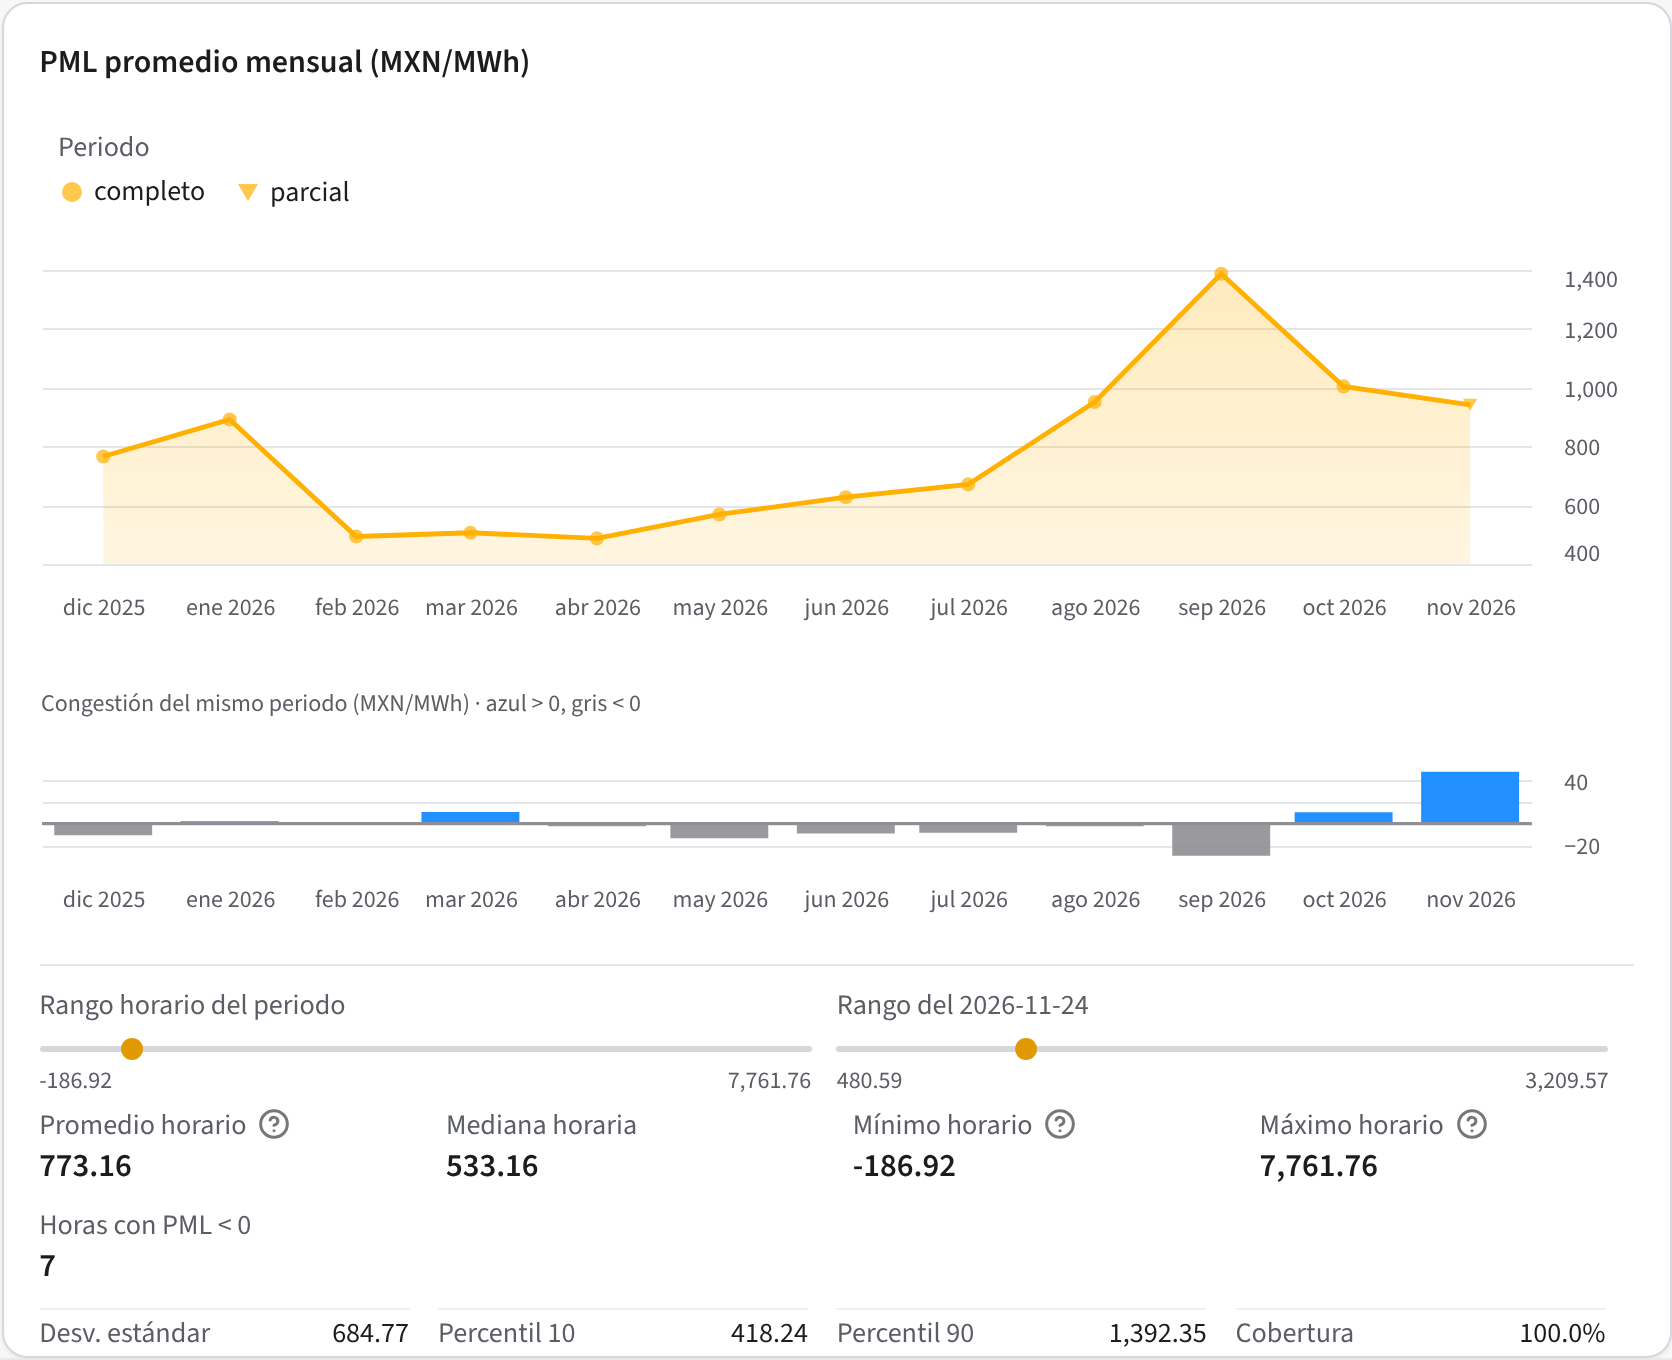 PML promedio mensual (MXN/MWh)
Periodo
completo parcial
1,400
1,200
1,000
800
600
400
dic 2025 ene 2026 feb 2026 mar 2026 abr 2026 may 2026 jun 2026 jul 2026 ago 2026 sep 2026 oct 2026 nov 2026
Congestión del mismo periodo (MXN/MWh) · azul > 0, gris < 0
40
−20
dic 2025 ene 2026 feb 2026 mar 2026 abr 2026 may 2026 jun 2026 jul 2026 ago 2026 sep 2026 oct 2026 nov 2026
Rango horario del periodo Rango del 2026-11-24
-186.92 7,761.76 480.59 3,209.57
Promedio horario ? Mediana horaria Mínimo horario ? Máximo horario ?
773.16 533.16 -186.92 7,761.76
Horas con PML < 0
7
Desv. estándar 684.77 Percentil 10 418.24 Percentil 90 1,392.35 Cobertura 100.0%